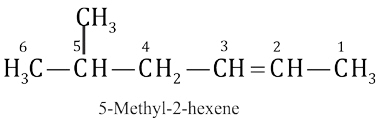 CH₃
6 5 4 3 2 1
H₃C—CH—CH₂—CH=CH—CH₃
5-Methyl-2-hexene